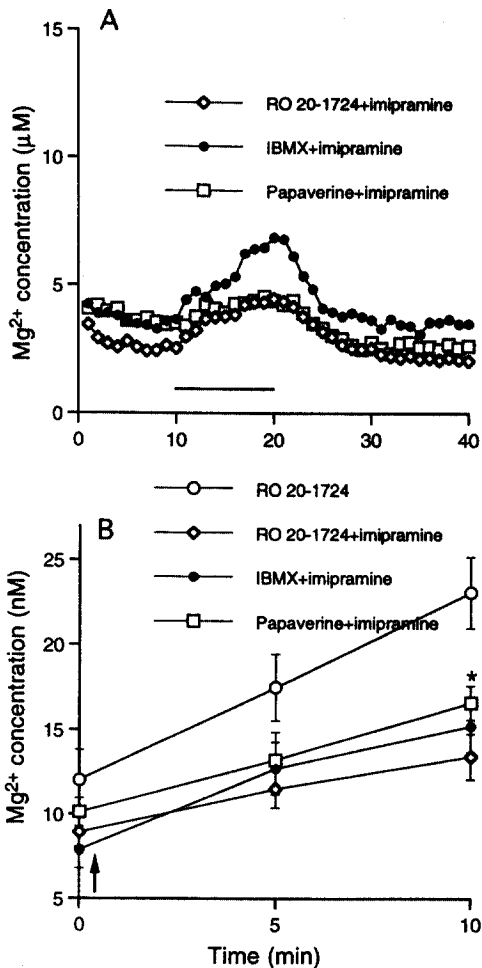 A
15
RO 20-1724+imipramine
IBMX+imipramine
10
Papaverine+imipramine
Mg2+ concentration (μM)
5
0
0 10 20 30 40
RO 20-1724
B
RO 20-1724+imipramine
25
IBMX+imipramine
Papaverine+imipramine
20
*
Mg2+ concentration (nM)
15
10
5
0 5 10
Time (min)